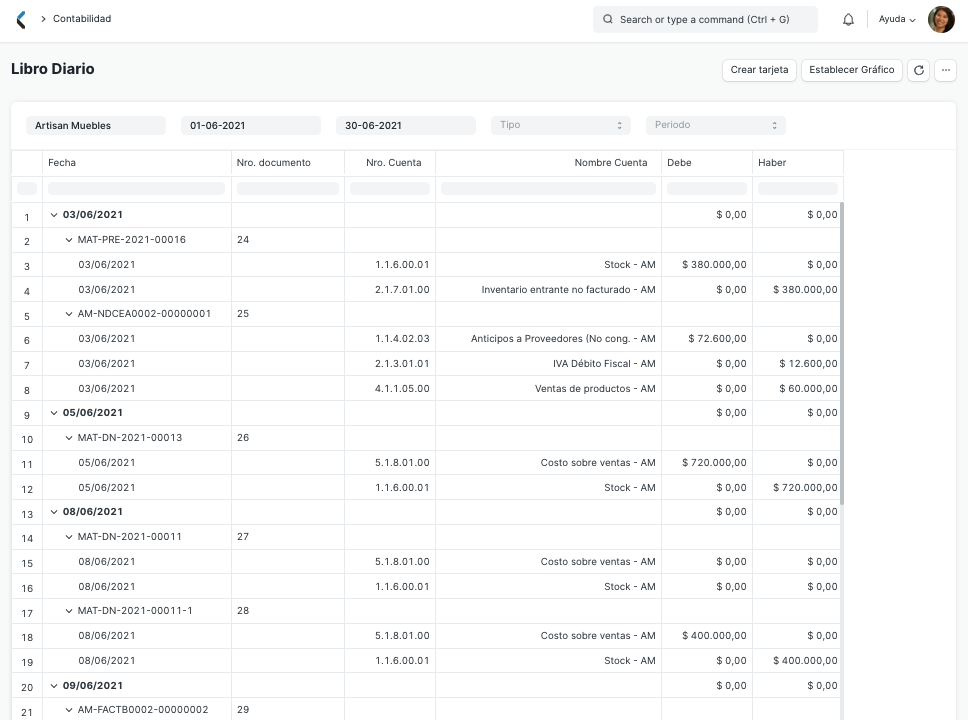 Contabilidad
Search or type a command (Ctrl + G)
Ayuda
Libro Diario
Crear tarjeta
Establecer Gráfico
Artisan Muebles 01-06-2021 30-06-2021 Tipo Periodo
Fecha Nro. documento Nro. Cuenta Nombre Cuenta Debe Haber
1 03/06/2021 $ 0,00 $ 0,00
2 MAT-PRE-2021-00016 24
3 03/06/2021 1.1.6.00.01 Stock - AM $ 380.000,00 $ 0,00
4 03/06/2021 2.1.7.01.00 Inventario entrante no facturado - AM $ 0,00 $ 380.000,00
5 AM-NDCEA0002-00000001 25
6 03/06/2021 1.1.4.02.03 Anticipos a Proveedores (No cong. - AM $ 72.600,00 $ 0,00
7 03/06/2021 2.1.3.01.01 IVA Débito Fiscal - AM $ 0,00 $ 12.600,00
8 03/06/2021 4.1.1.05.00 Ventas de productos - AM $ 0,00 $ 60.000,00
9 05/06/2021 $ 0,00 $ 0,00
10 MAT-DN-2021-00013 26
11 05/06/2021 5.1.8.01.00 Costo sobre ventas - AM $ 720.000,00 $ 0,00
12 05/06/2021 1.1.6.00.01 Stock - AM $ 0,00 $ 720.000,00
13 08/06/2021 $ 0,00 $ 0,00
14 MAT-DN-2021-00011 27
15 08/06/2021 5.1.8.01.00 Costo sobre ventas - AM $ 0,00 $ 0,00
16 08/06/2021 1.1.6.00.01 Stock - AM $ 0,00 $ 0,00
17 MAT-DN-2021-00011-1 28
18 08/06/2021 5.1.8.01.00 Costo sobre ventas - AM $ 400.000,00 $ 0,00
19 08/06/2021 1.1.6.00.01 Stock - AM $ 0,00 $ 400.000,00
20 09/06/2021 $ 0,00 $ 0,00
21 AM-FACTB0002-00000002 29